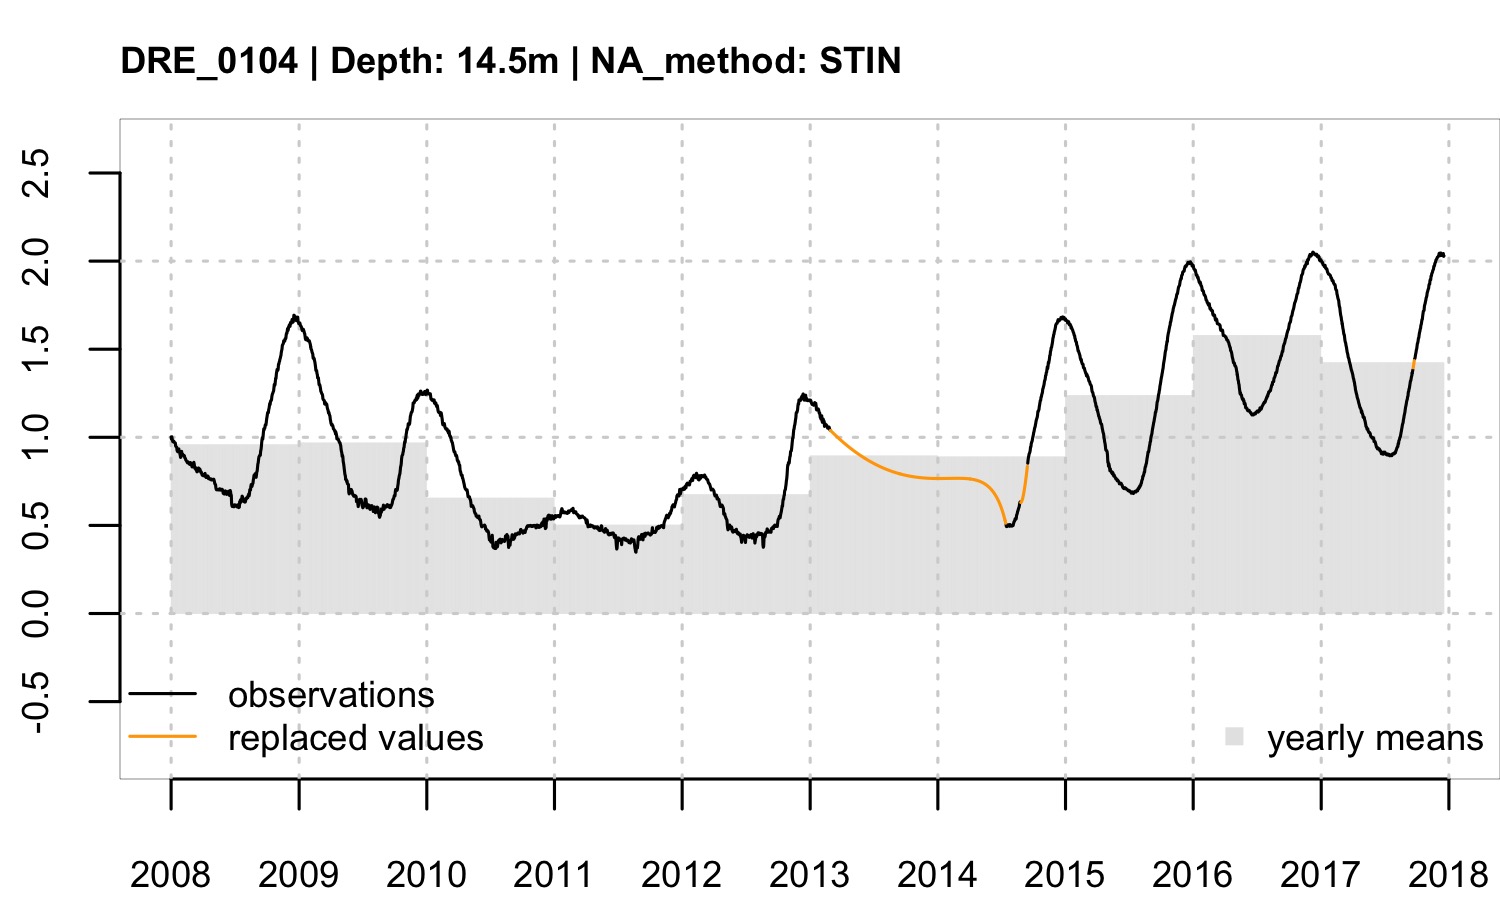 DRE_0104 | Depth: 14.5m | NA_method: STIN
2.5
2.0
1.5
1.0
0.5
0.0
-0.5
observations
replaced values
yearly means
2008 2009 2010 2011 2012 2013 2014 2015 2016 2017 2018